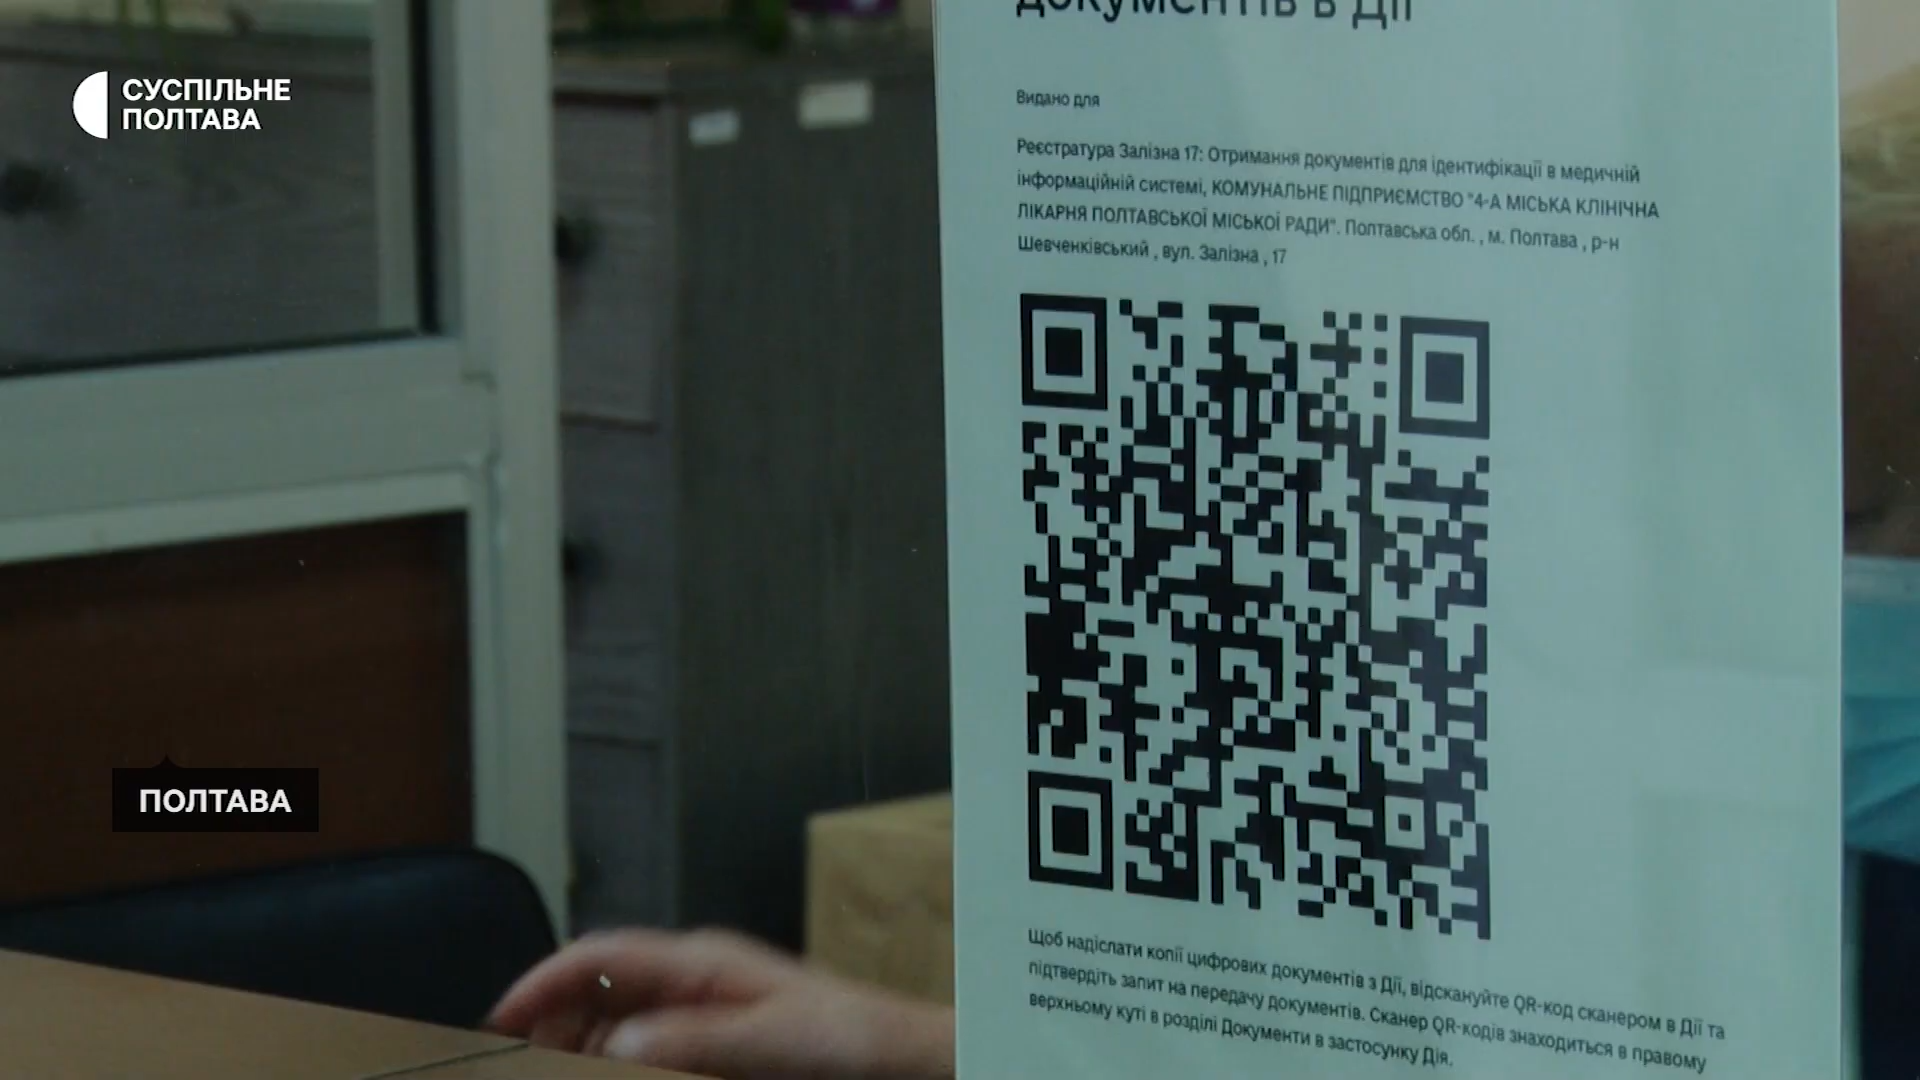 СУСПІЛЬНЕ
ПОЛТАВА
документів в Дії
Видано для
Реєстратура Залізна 17: Отримання документів для ідентифікації в медичній
інформаційній системі, КОМУНАЛЬНЕ ПІДПРИЄМСТВО "4-А МІСЬКА КЛІНІЧНА
ЛІКАРНЯ ПОЛТАВСЬКОЇ МІСЬКОЇ РАДИ". Полтавська обл. , м. Полтава , р-н
Шевченківський , вул. Залізна , 17
ПОЛТАВА
Щоб надіслати копії цифрових документів з Дії, відскануйте QR-код сканером в Дії та
підтвердіть запит на передачу документів. Сканер QR-кодів знаходиться в правому
верхньому куті в розділі Документи в застосунку Дія.